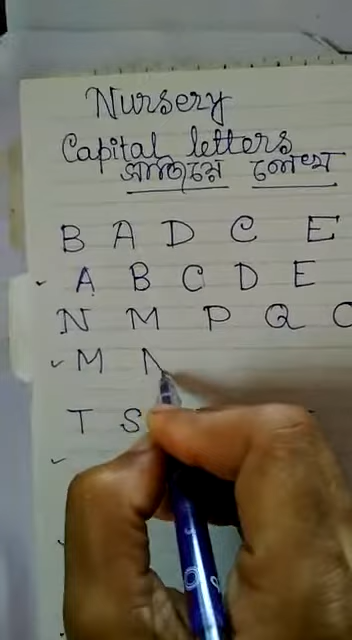 Nursery
Capital letters
সাজিয়ে লেখো
B A D C E
A B C D E
N M P Q O
M N
T S